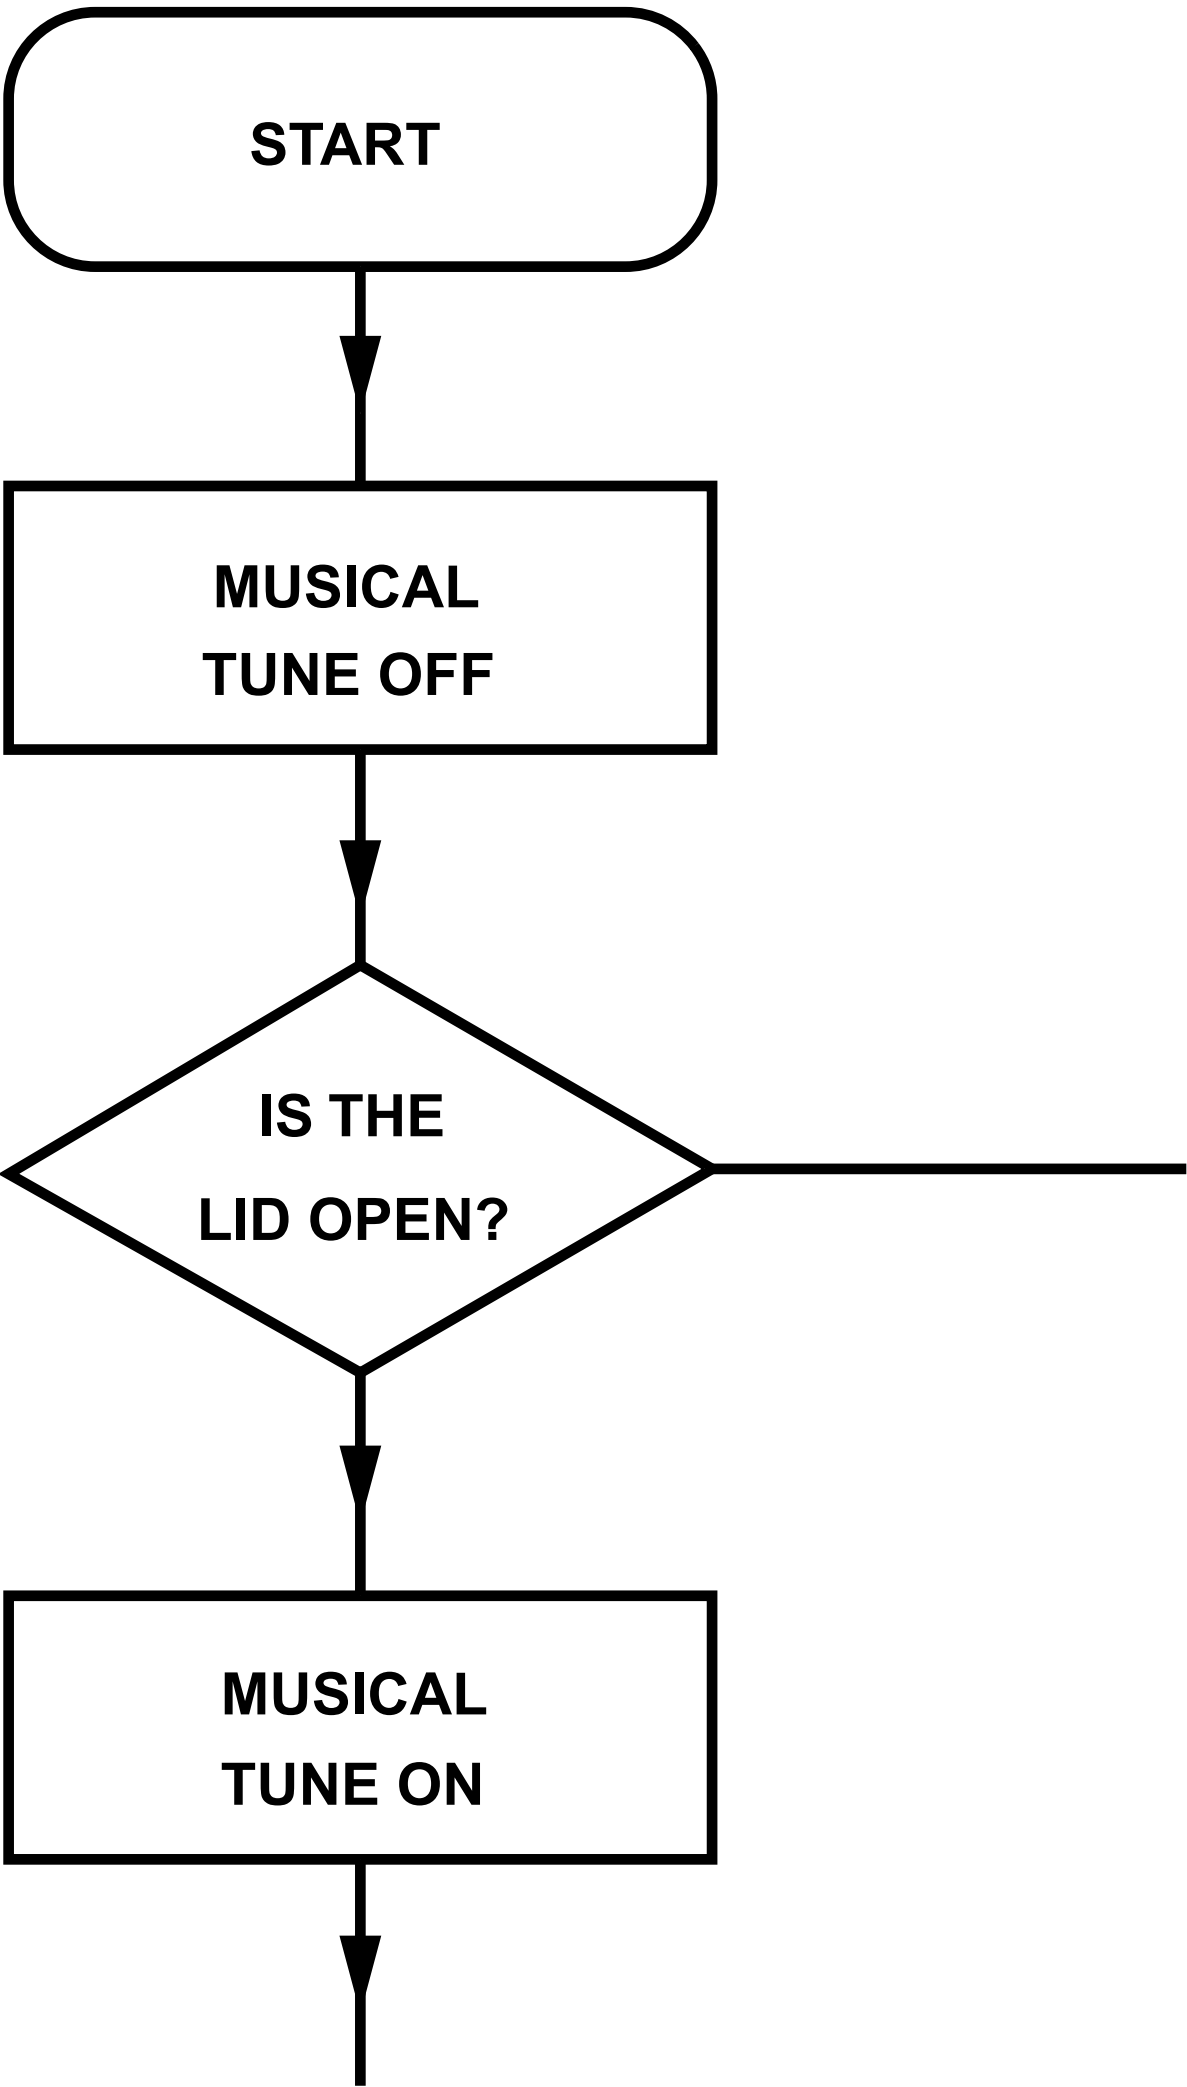 START
MUSICAL
TUNE OFF
IS THE
LID OPEN?
MUSICAL
TUNE ON